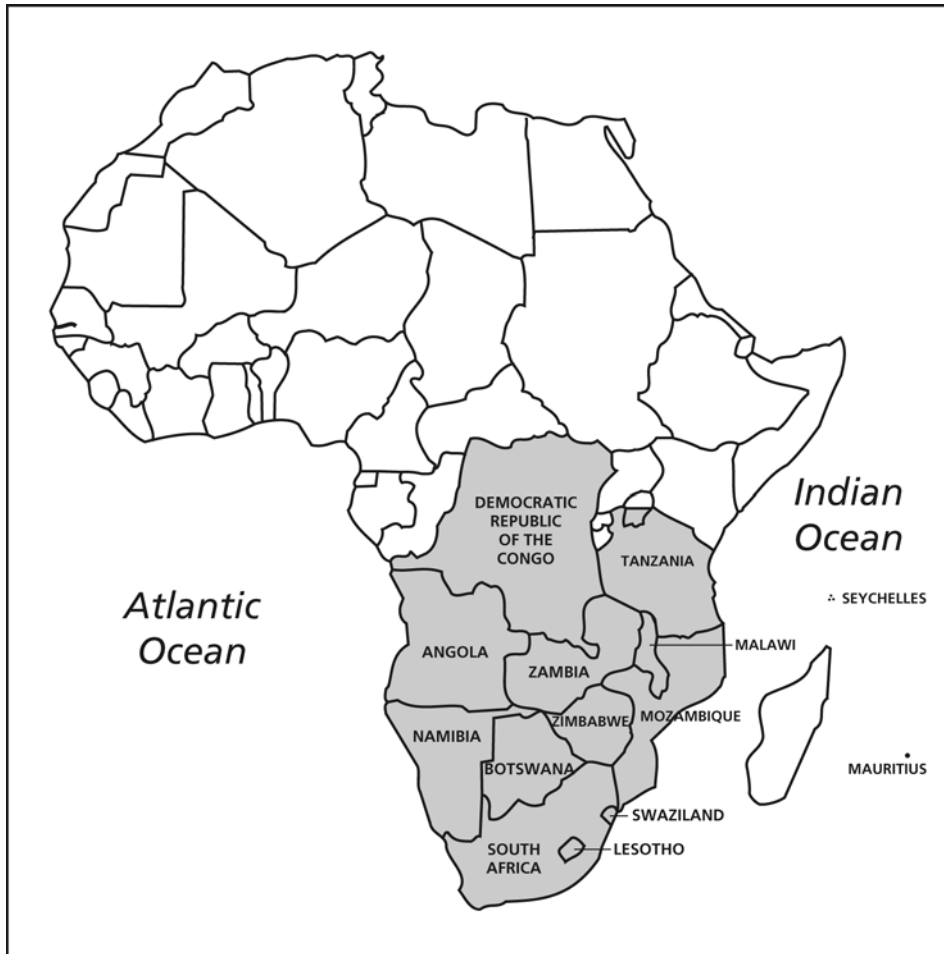 DEMOCRATIC
REPUBLIC
OF THE
CONGO
Indian
Ocean
TANZANIA
Atlantic
Ocean
SEYCHELLES
ANGOLA
MALAWI
ZAMBIA
ZIMBABWE
MOZAMBIQUE
NAMIBIA
BOTSWANA
MAURITIUS
SWAZILAND
SOUTH
AFRICA
LESOTHO